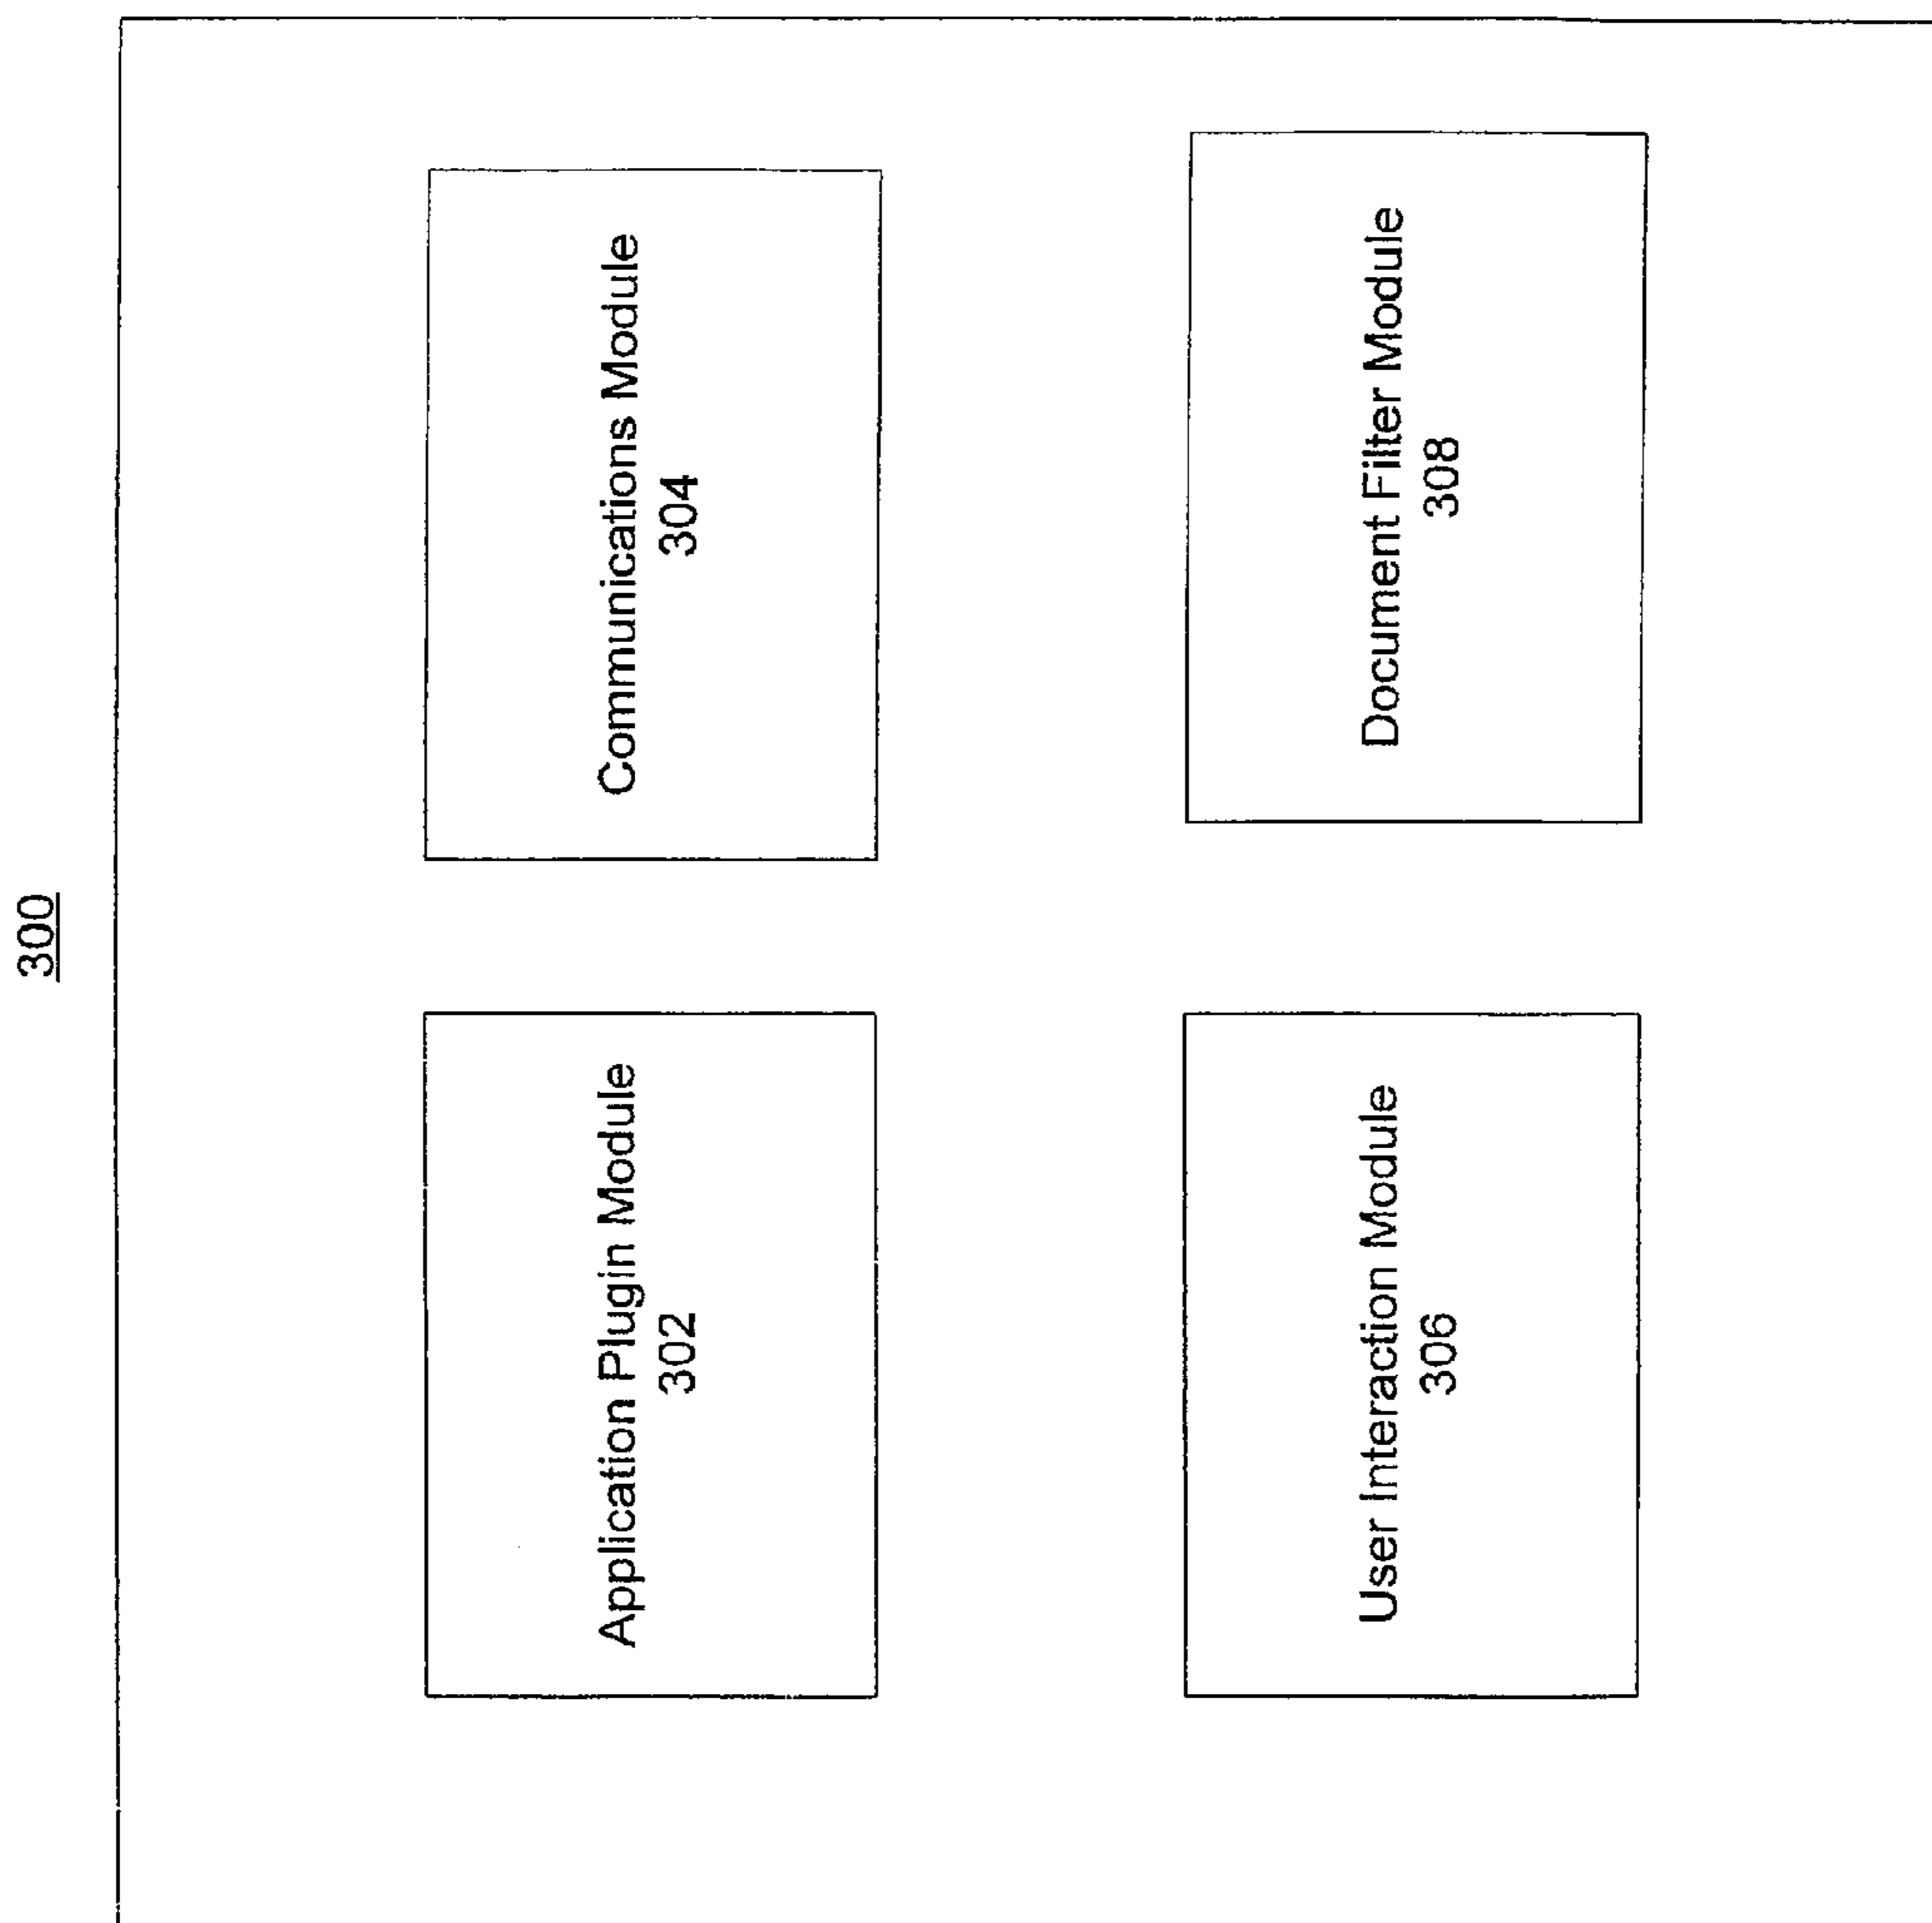 300
Application Plugin Module
302
Communications Module
304
User Interaction Module
306
Document Filter Module
308